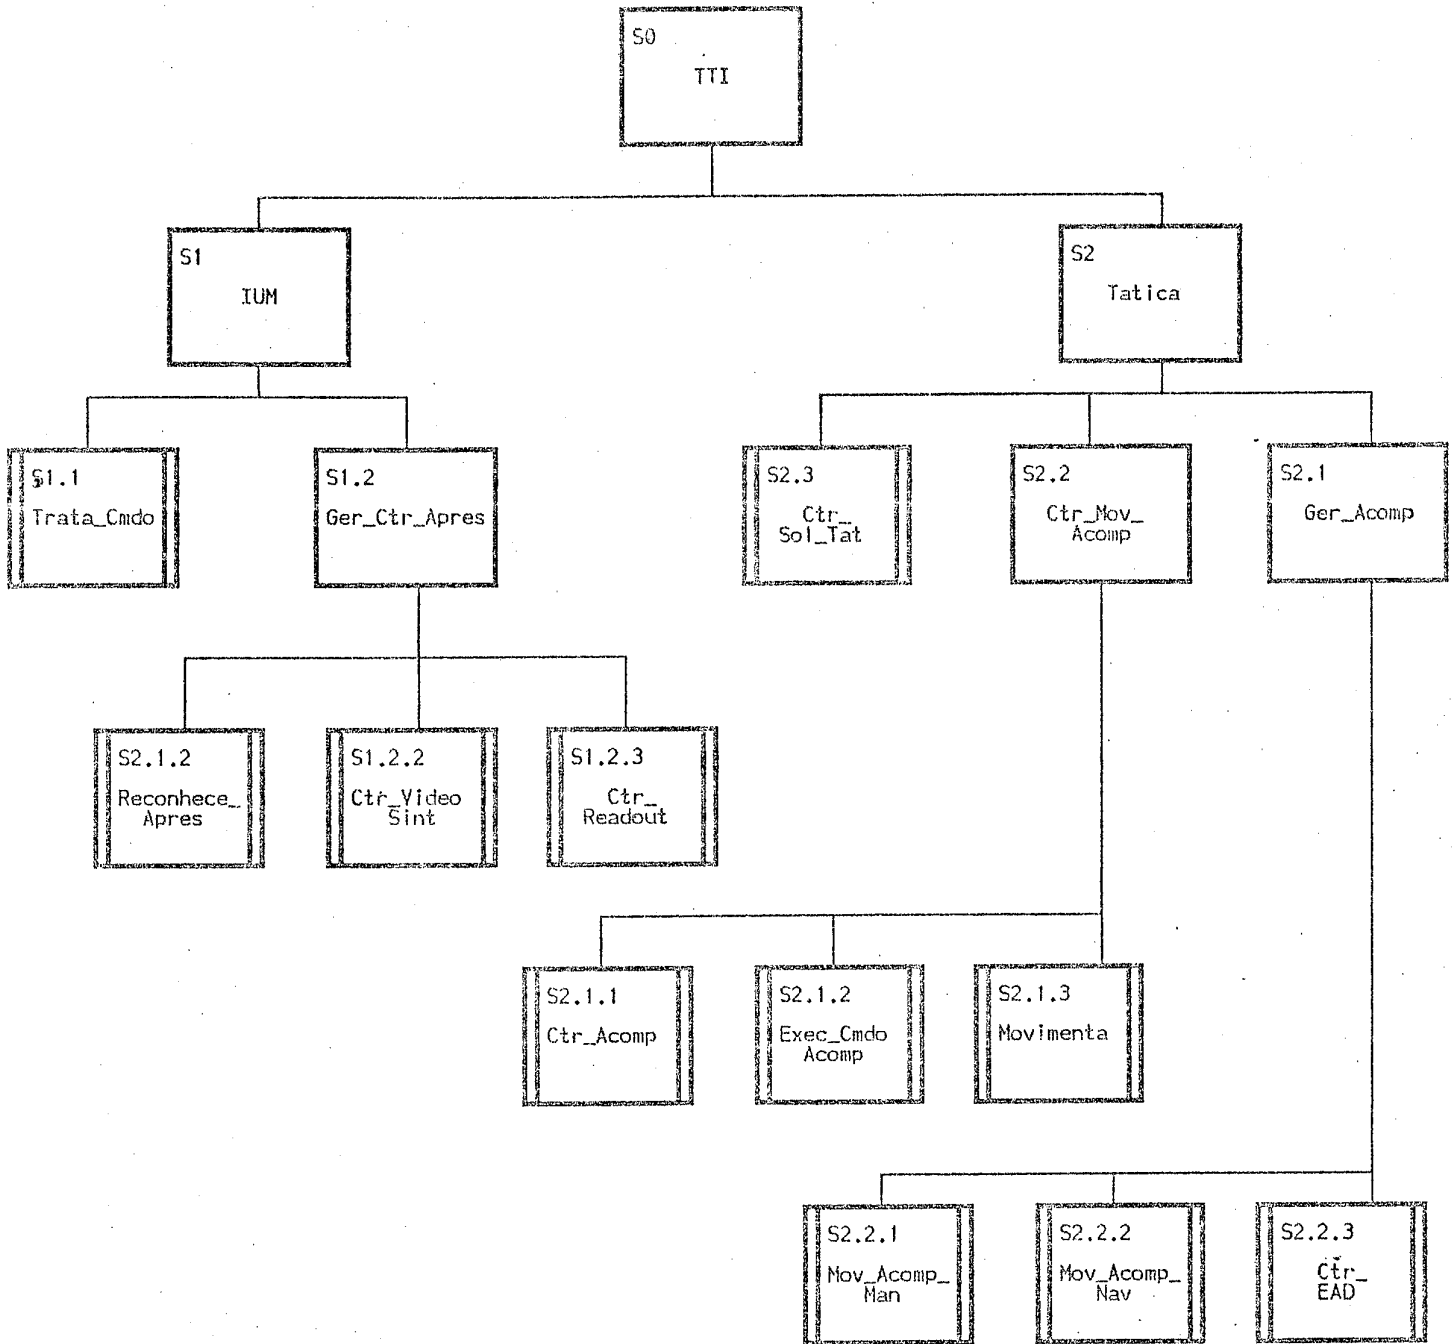 S0
TTI
S1
IUM
S2
Tatica
S1.1
Trata_Cmdo
S1.2
Ger_Ctr_Apres
S2.3
Ctr_
Sol_Tat
S2.2
Ctr_Mov_
Acomp
S2.1
Ger_Acomp
S2.1.2
Reconhece_
Apres
S1.2.2
Ctr_Video
Sint
S1.2.3
Ctr_
Readout
S2.1.1
Ctr_Acomp
S2.1.2
Exec_Cmdo
Acomp
S2.1.3
Movimenta
S2.2.1
Mov_Acomp_
Man
S2.2.2
Mov_Acomp_
Nav
S2.2.3
Ctr_
EAD